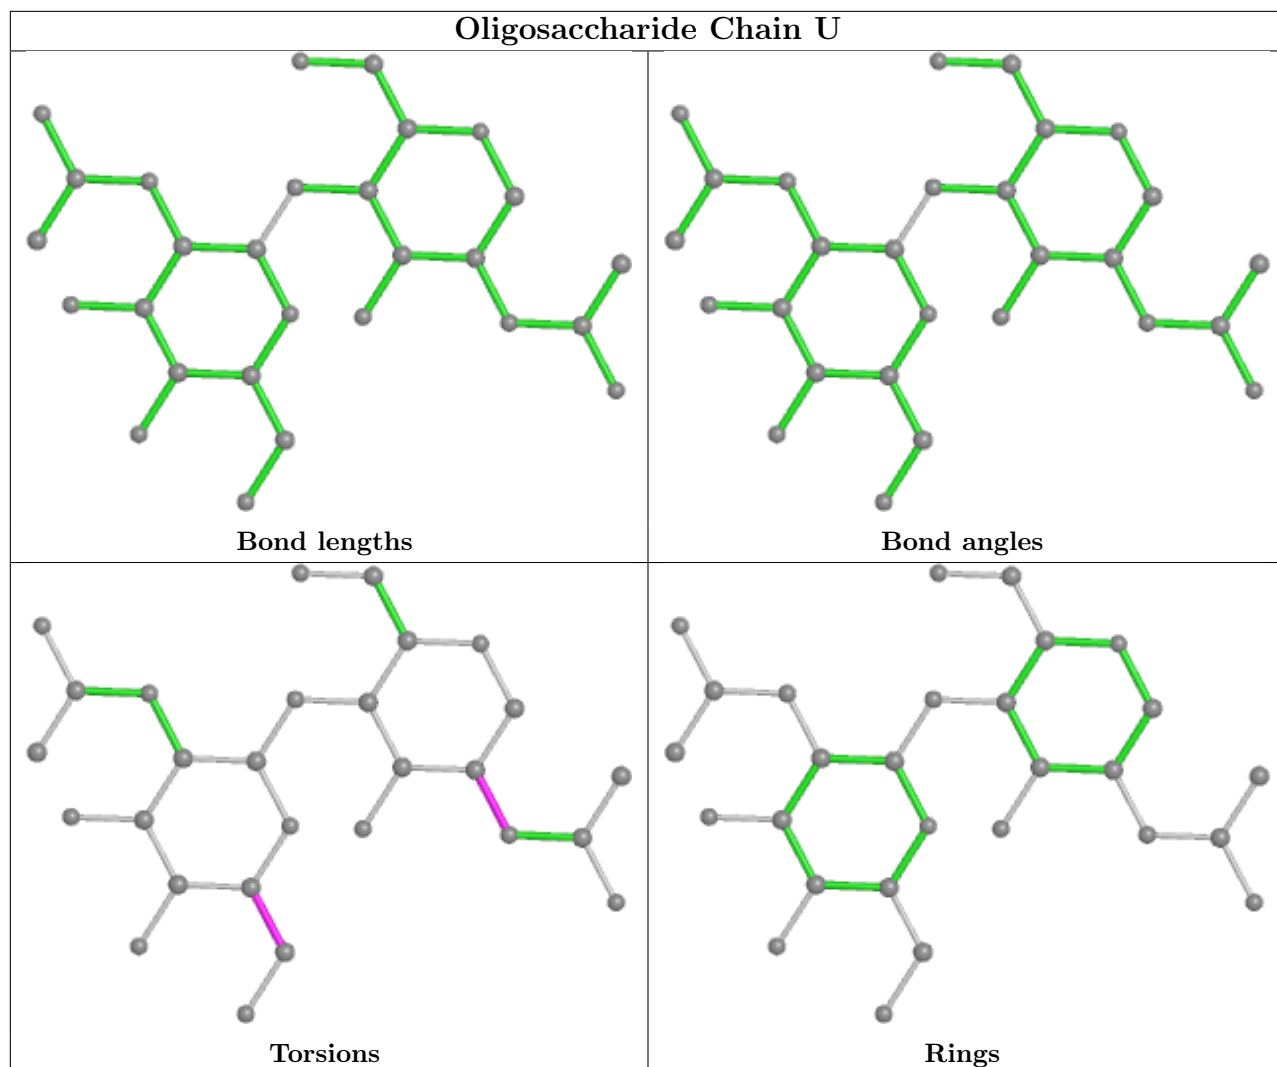 Oligosaccharide Chain U
Bond lengths
Bond angles
Torsions
Rings